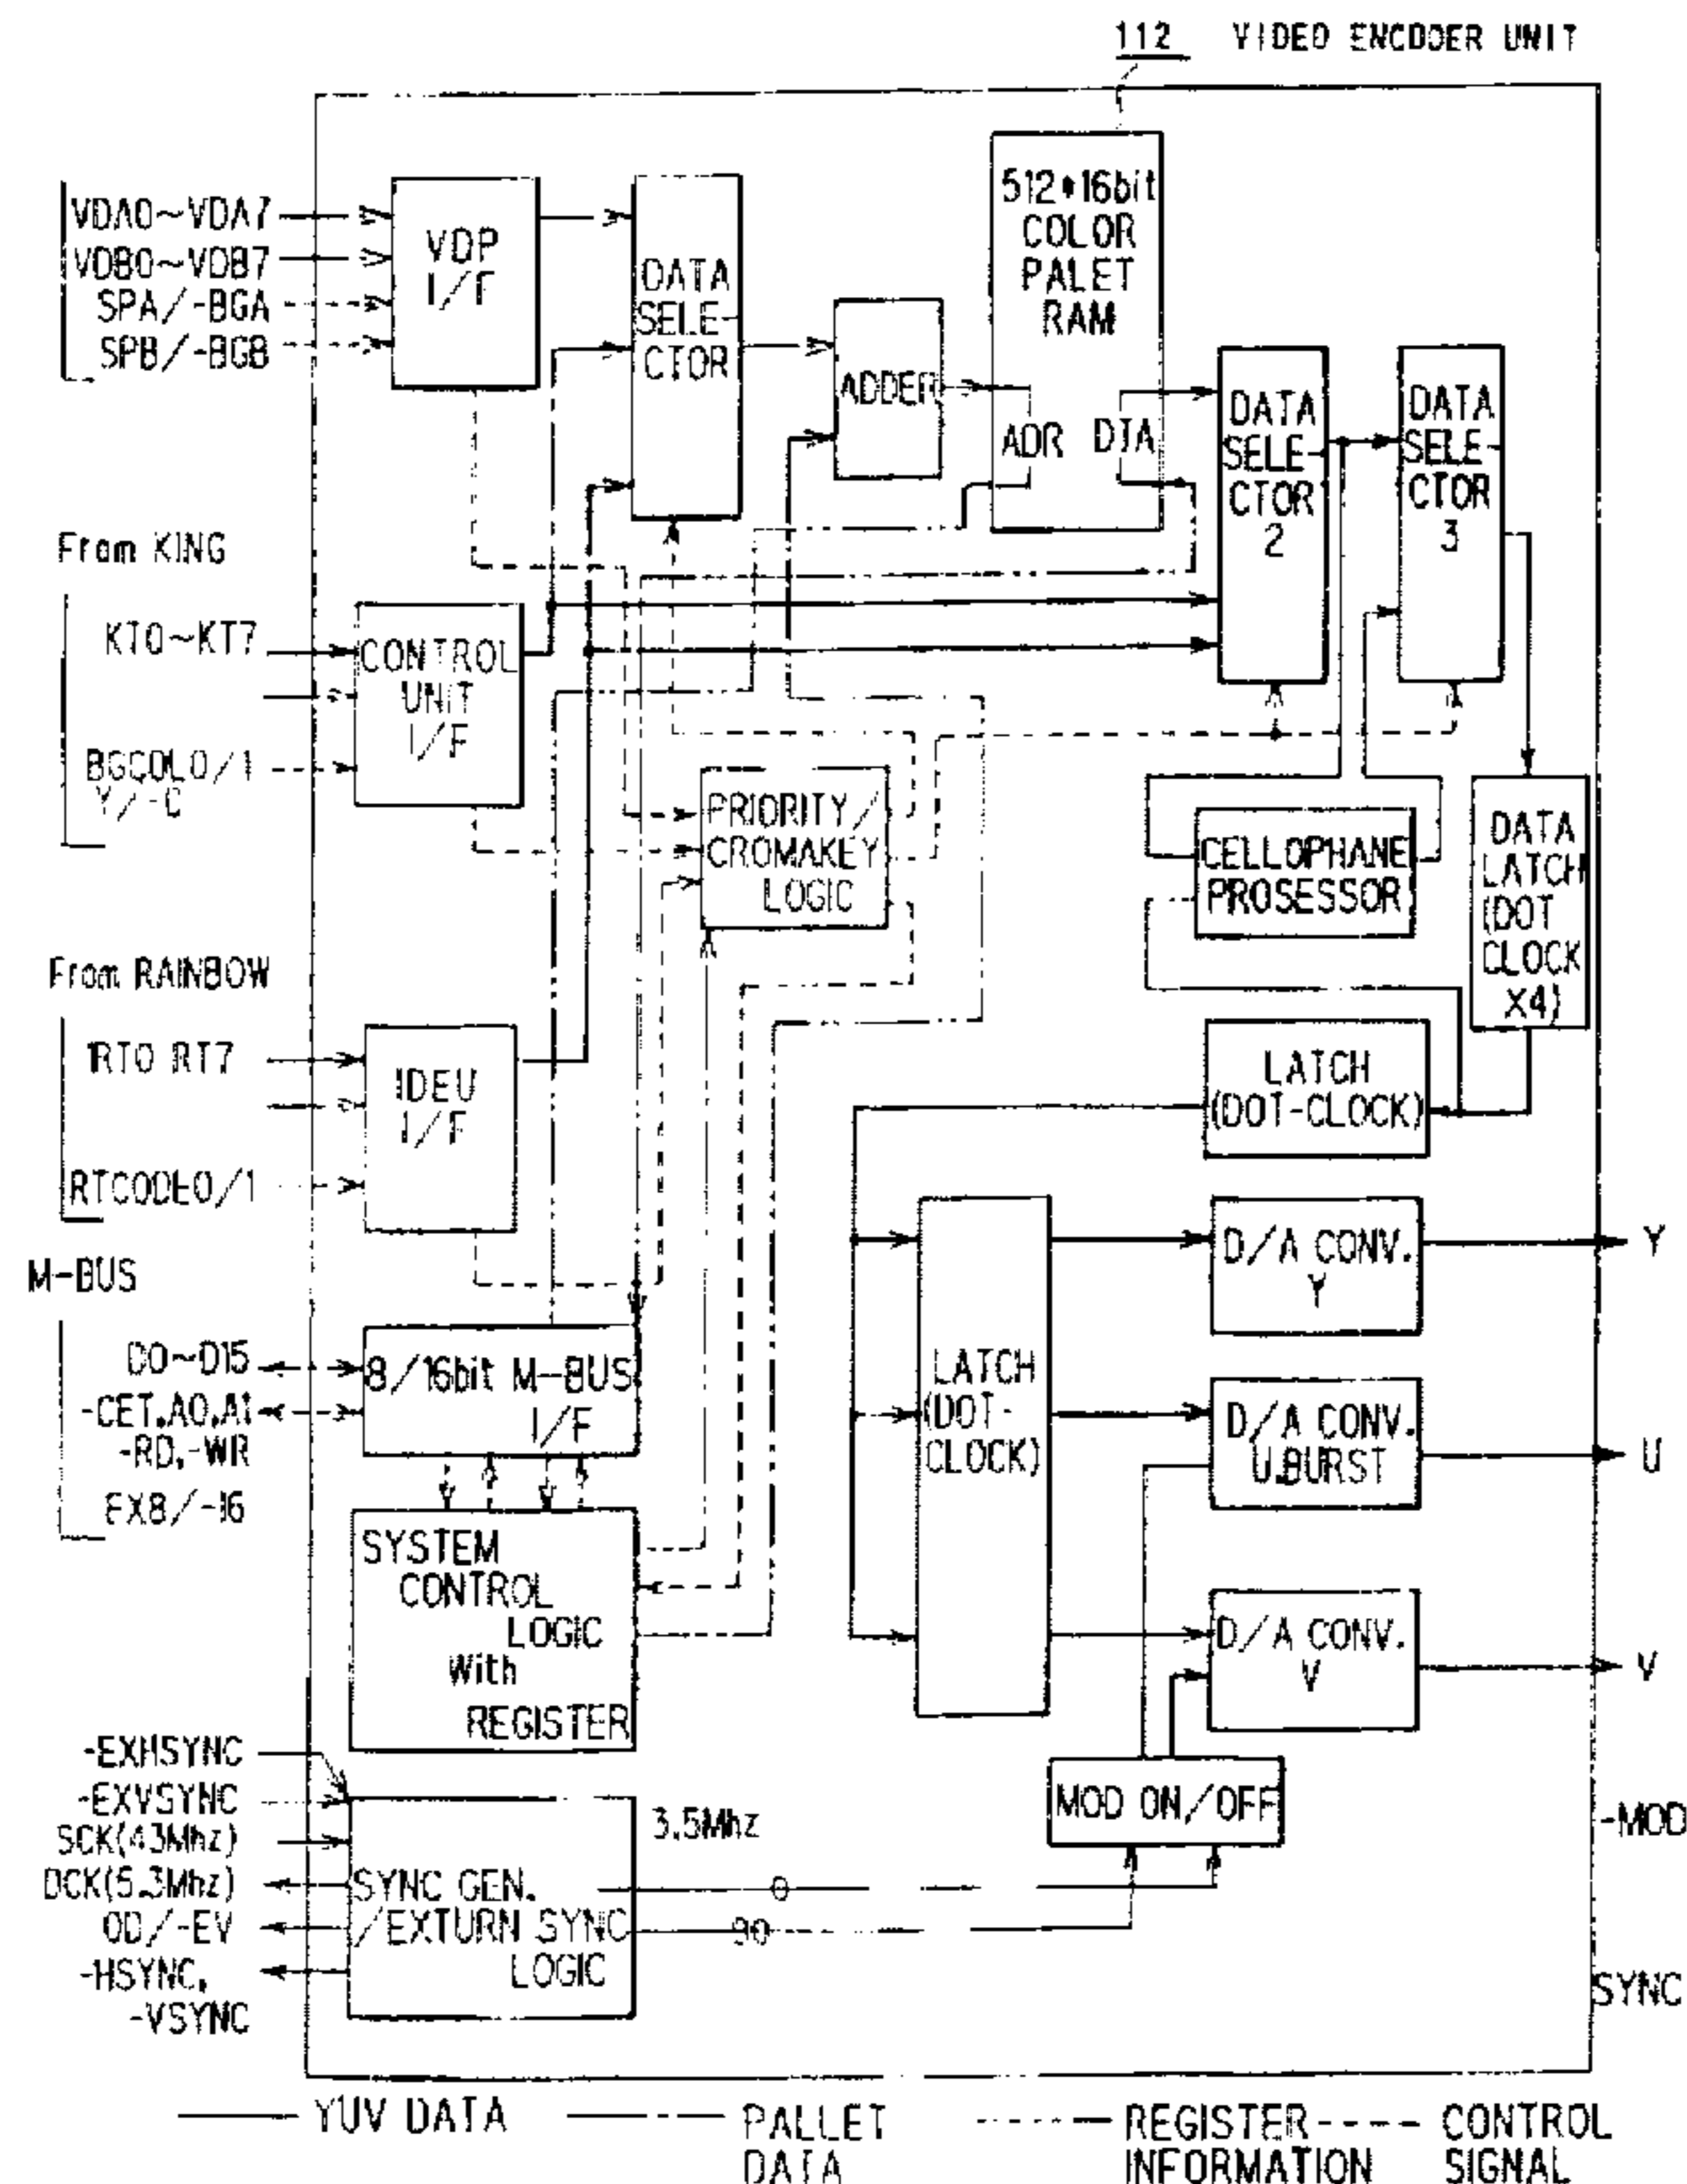 112 VIDEO ENCODER UNIT
VDA0~VDA7
VDB0~VDB7
SPA/-BGA
SPB/-BGB
VDP
I/F
DATA
SELE-
CTOR
ADDER
512*16bit
COLOR
PALET
RAM
ADR DTA
DATA
SELE-
CTOR
2
DATA
SELE-
CTOR
3
From KING
KT0~KT7
BGCOL0/1
Y/-C
CONTROL
UNIT
I/F
PRIORITY/
CROMAKEY
LOGIC
CELLOPHANE
PROSESSOR
DATA
LATCH
(DOT
CLOCK
X4)
From RAINBOW
RT0 RT7
RTCODE0/1
IDEU
I/F
LATCH
(DOT-CLOCK)
M-BUS
D0~D15
-CET.A0.A1
-RD.-WR
EX8/-16
8/16bit M-BUS
I/F
SYSTEM
CONTROL
LOGIC
With
REGISTER
LATCH
(DOT-
CLOCK)
D/A CONV.
Y
Y
D/A CONV.
U.BURST
U
D/A CONV.
V
V
MOD ON/OFF
-MOD
-EXHSYNC
-EXVSYNC
SCK(43Mhz)
DCK(5.3Mhz)
OD/-EV
-HSYNC,
-VSYNC
SYNC GEN.
/EXTURN SYNC
LOGIC
3.5Mhz
0
90
SYNC
YUV DATA
PALLET
DATA
REGISTER
INFORMATION
CONTROL
SIGNAL